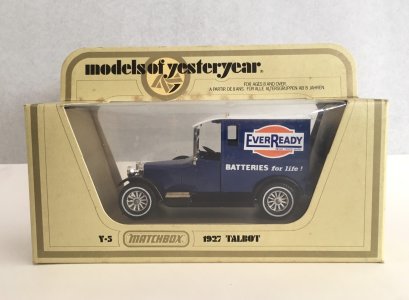 models of yesteryear®
FOR AGES 8 AND OVER
A PARTIR DE 8 ANS · FÜR ALLE ALTERSGRUPPEN AB 8 JAHREN
EVERREADY
BATTERIES for life!
Y-5 MATCHBOX 1927 TALBOT